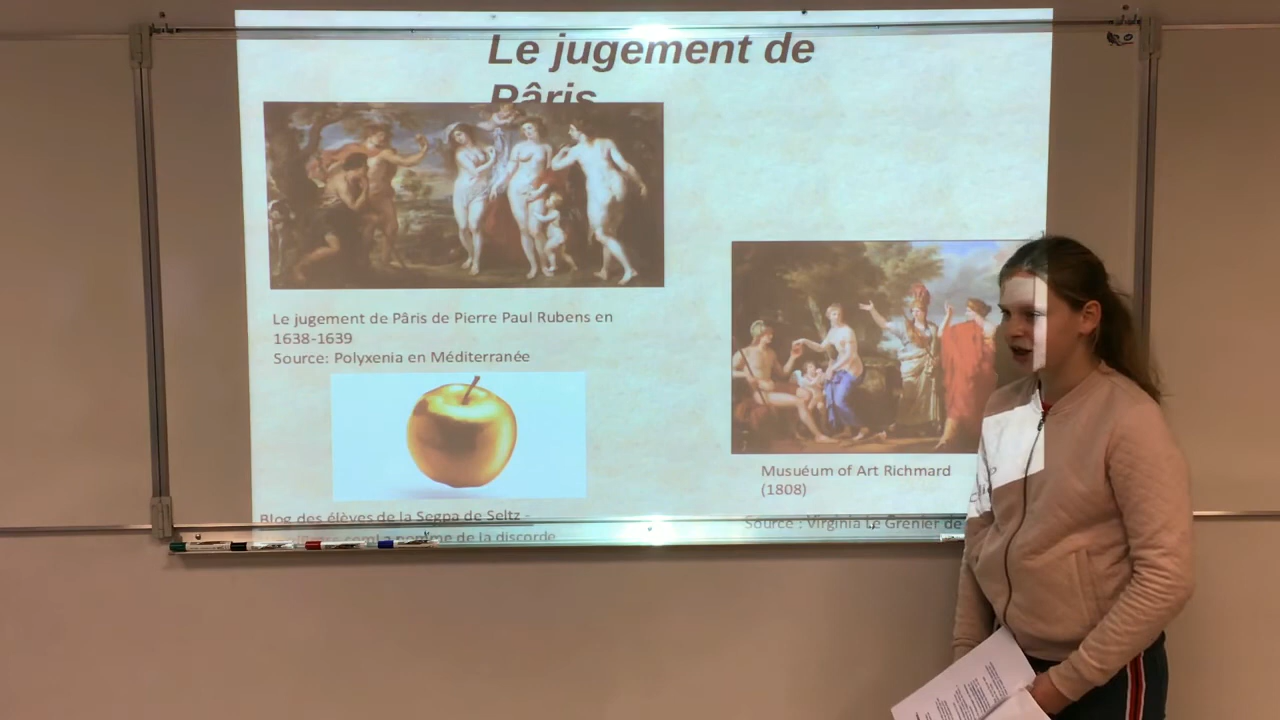 Le jugement de
Pâris
Le jugement de Pâris de Pierre Paul Rubens en
1638-1639
Source: Polyxenia en Méditerranée
Musuéum of Art Richmard
(1808)
Blog des élèves de la Segpa de Seltz -
pomme de la discorde
Source : Virginia Le Grenier de